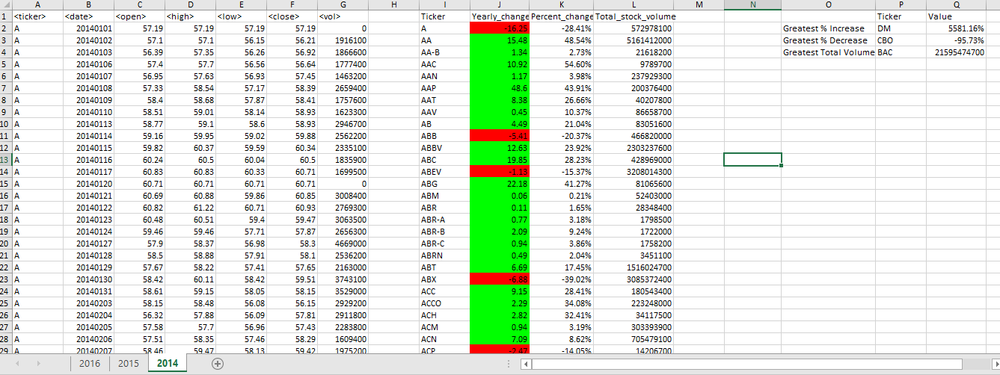 A B C D E F G H I J K L M N O P Q
1 <ticker> <date> <open> <high> <low> <close> <vol> Ticker Yearly_change Percent_change Total_stock_volume Ticker Value
2 A 20140101 57.19 57.19 57.19 57.19 0 A -16.25 -28.41% 572978100 Greatest % Increase DM 5581.16%
3 A 20140102 57.1 57.1 56.15 56.21 1916100 AA 15.48 48.54% 5161412000 Greatest % Decrease CBO -95.73%
4 A 20140103 56.39 57.35 56.26 56.92 1866600 AA-B 1.34 2.73% 21618200 Greatest Total Volume BAC 21595474700
5 A 20140106 57.4 57.7 56.56 56.64 1777400 AAC 10.92 54.60% 9789700
6 A 20140107 56.95 57.63 56.93 57.45 1463200 AAN 1.17 3.98% 237929300
7 A 20140108 57.33 58.54 57.17 58.39 2659400 AAP 48.6 43.91% 200376400
8 A 20140109 58.4 58.68 57.87 58.41 1757600 AAT 8.38 26.66% 40207800
9 A 20140110 58.51 59.01 58.14 58.93 1623300 AAV 0.45 10.37% 86658700
10 A 20140113 58.77 59.1 58.6 58.93 2946700 AB 4.49 21.04% 83051600
11 A 20140114 59.16 59.95 59.02 59.88 2562200 ABB -5.41 -20.37% 466820000
12 A 20140115 59.82 60.37 59.59 60.34 2335100 ABBV 12.63 23.92% 2303237600
13 A 20140116 60.24 60.5 60.04 60.5 1835900 ABC 19.85 28.23% 428969000
14 A 20140117 60.83 60.83 60.33 60.71 1699500 ABEV -1.13 -15.37% 3208014300
15 A 20140120 60.71 60.71 60.71 60.71 0 ABG 22.18 41.27% 81065600
16 A 20140121 60.69 60.88 59.86 60.85 3008400 ABM 0.06 0.21% 52403000
17 A 20140122 60.82 61.22 60.71 60.93 2769300 ABR 0.11 1.65% 28348400
18 A 20140123 60.48 60.51 59.4 59.47 3063500 ABR-A 0.77 3.18% 1798500
19 A 20140124 59.46 59.46 57.71 57.87 2656300 ABR-B 2.09 9.24% 1722000
20 A 20140127 57.9 58.37 56.98 58.3 4669000 ABR-C 0.94 3.86% 1758200
21 A 20140128 58.5 58.88 57.91 58.1 2536200 ABRN 0.49 2.04% 3451100
22 A 20140129 57.67 58.22 57.41 57.65 2163000 ABT 6.69 17.45% 1516024700
23 A 20140130 58.42 60.11 58.42 59.51 3743100 ABX -6.88 -39.02% 3085372400
24 A 20140131 58.61 59.15 58.05 58.15 3529000 ACC 9.15 28.41% 180543400
25 A 20140203 58.15 58.48 56.08 56.15 2929200 ACCO 2.29 34.08% 223248000
26 A 20140204 56.32 57.88 56.09 57.81 2911800 ACH 2.82 32.41% 34117500
27 A 20140205 57.58 57.7 56.96 57.43 2283800 ACM 0.94 3.19% 303393900
28 A 20140206 57.51 58.35 57.46 58.29 1609400 ACN 7.09 8.62% 705479100
29 A 20140207 58.46 59.47 58.13 59.42 1975200 ACP -2.47 -14.05% 14206700
2016 2015 2014